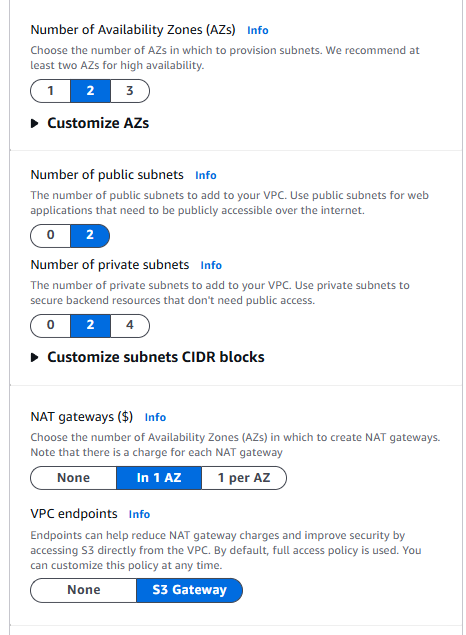 Number of Availability Zones (AZs) Info
Choose the number of AZs in which to provision subnets. We recommend at
least two AZs for high availability.
1 2 3
Customize AZs
Number of public subnets Info
The number of public subnets to add to your VPC. Use public subnets for web
applications that need to be publicly accessible over the internet.
0 2
Number of private subnets Info
The number of private subnets to add to your VPC. Use private subnets to
secure backend resources that don't need public access.
0 2 4
Customize subnets CIDR blocks
NAT gateways ($) Info
Choose the number of Availability Zones (AZs) in which to create NAT gateways.
Note that there is a charge for each NAT gateway
None In 1 AZ 1 per AZ
VPC endpoints Info
Endpoints can help reduce NAT gateway charges and improve security by
accessing S3 directly from the VPC. By default, full access policy is used. You
can customize this policy at any time.
None S3 Gateway